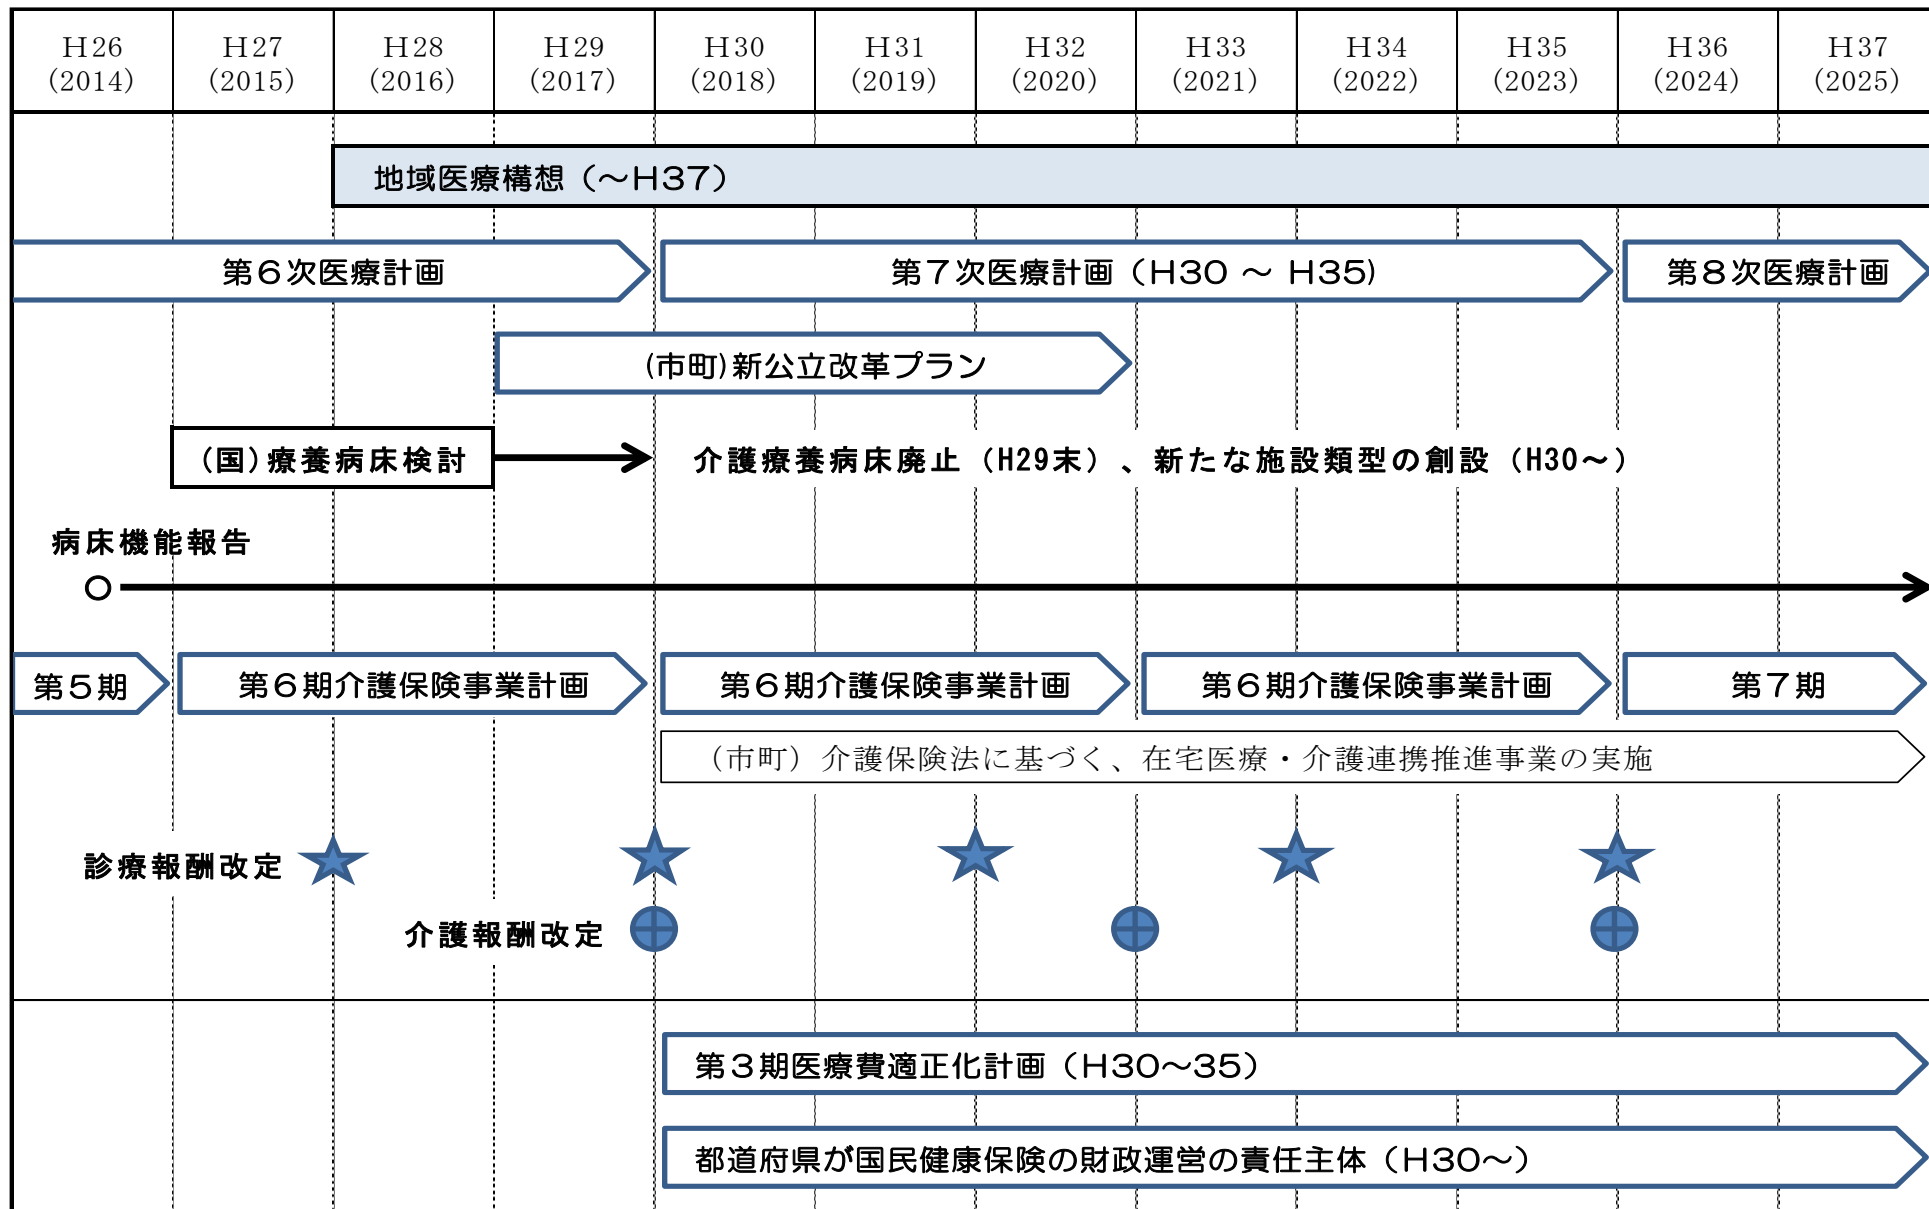 H26 H27 H28 H29 H30 H31 H32 H33 H34 H35 H36 H37
(2014) (2015) (2016) (2017) (2018) (2019) (2020) (2021) (2022) (2023) (2024) (2025)
地域医療構想（～H37）
第６次医療計画 第７次医療計画（H30 ～ H35) 第８次医療計画
(市町)新公立改革プラン
(国)療養病床検討 介護療養病床廃止（H29末）、新たな施設類型の創設（H30～）
病床機能報告
第５期 第６期介護保険事業計画 第６期介護保険事業計画 第６期介護保険事業計画 第７期
（市町）介護保険法に基づく、在宅医療・介護連携推進事業の実施
診療報酬改定
介護報酬改定
第３期医療費適正化計画（H30～35）
都道府県が国民健康保険の財政運営の責任主体（H30～）